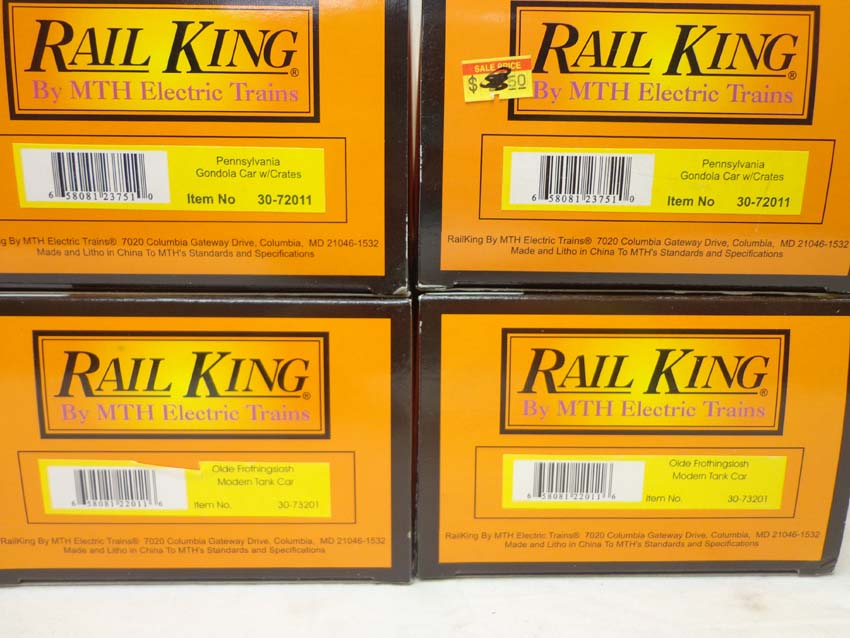 RAIL KING®
By MTH Electric Trains
Pennsylvania
Gondola Car w/Crates
6 58081 23751 0
Item No 30-72011
g By MTH Electric Trains® 7020 Columbia Gateway Drive, Columbia, MD 21046-1532
Made and Litho in China To MTH's Standards and Specifications
SALE PRICE
$ 60
RAIL KING®
By MTH Electric Trains
Pennsylvania
Gondola Car w/Crates
6 58081 23751 0
Item No 30-72011
RailKing By MTH Electric Trains® 7020 Columbia Gateway Drive, Columbia, MD 21046-1532
Made and Litho in China To MTH's Standards and Specifications
RAIL KING®
By MTH Electric Trains
Olde Frothingslosh
Modern Tank Car
6 58081 22011 6
Item No. 30-73201
RailKing By MTH Electric Trains® 7020 Columbia Gateway Drive, Columbia, MD 21046-1532
Made and Litho in China To MTH's Standards and Specifications
RAIL KING®
By MTH Electric Trains
Olde Frothingslosh
Modern Tank Car
6 58081 22011 6
Item No. 30-73201
RailKing By MTH Electric Trains® 7020 Columbia Gateway Drive, Columbia, MD 21046-1532
Made and Litho in China To MTH's Standards and Specifications